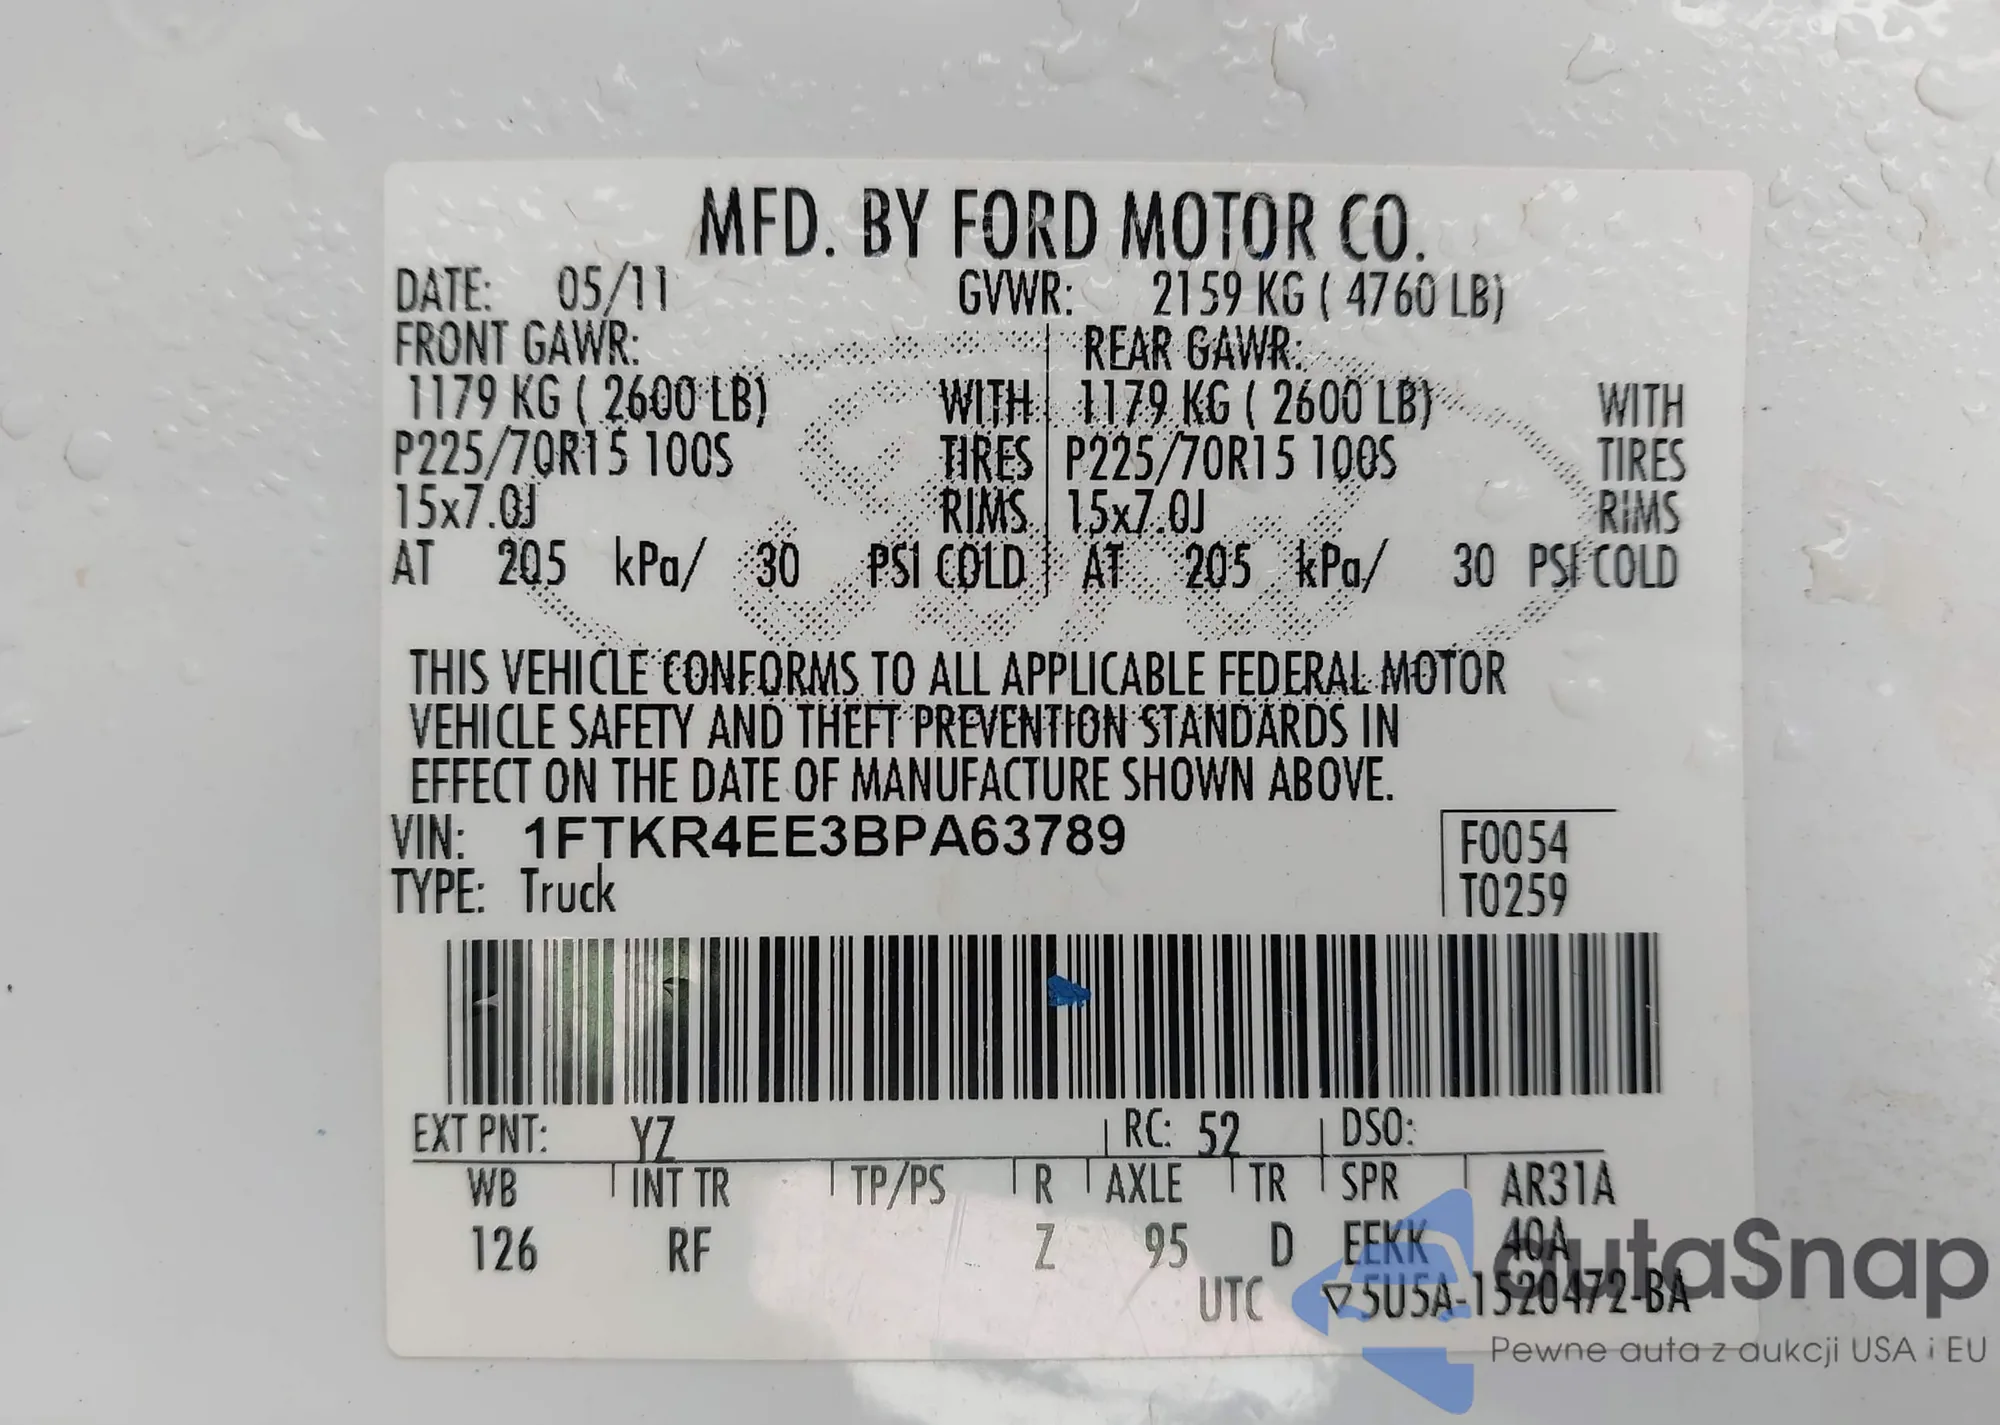 MFD. BY FORD MOTOR CO.
DATE: 05/11 GVWR: 2159 KG ( 4760 LB)
FRONT GAWR: REAR GAWR:
1179 KG ( 2600 LB) WITH 1179 KG ( 2600 LB) WITH
P225/70R15 100S TIRES P225/70R15 100S TIRES
15x7.0J RIMS 15x7.0J RIMS
AT 205 kPa/ 30 PSI COLD AT 205 kPa/ 30 PSI COLD
THIS VEHICLE CONFORMS TO ALL APPLICABLE FEDERAL MOTOR
VEHICLE SAFETY AND THEFT PREVENTION STANDARDS IN
EFFECT ON THE DATE OF MANUFACTURE SHOWN ABOVE.
VIN: 1FTKR4EE3BPA63789 F0054
TYPE: Truck T0259
EXT PNT: YZ RC: 52 DSO:
WB INT TR TP/PS R AXLE TR SPR AR31A
126 RF Z 95 D EEKK 40A
UTC ▽5U5A-1520472-BA
autaSnap
Pewne auta z aukcji USA i EU